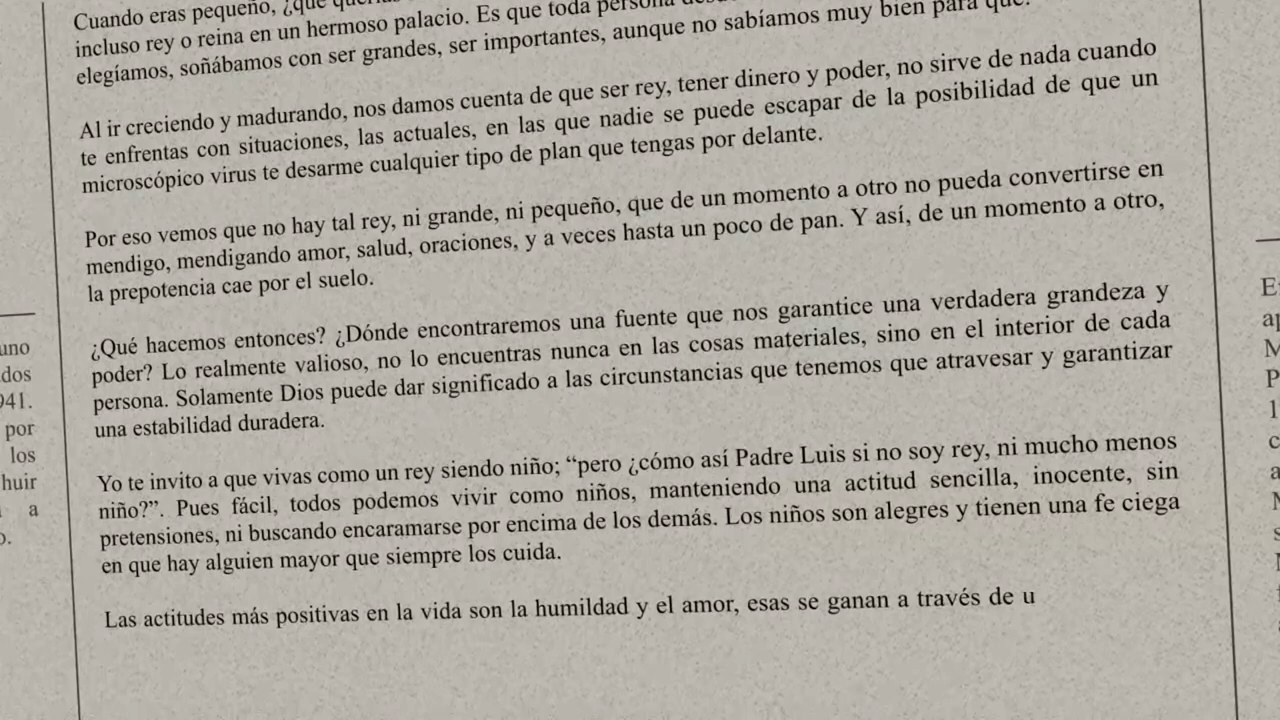 Cuando eras pequeño, ¿qué
incluso rey o reina en un hermoso palacio. Es que toda persona
elegíamos, soñábamos con ser grandes, ser importantes, aunque no sabíamos muy bien para qué.
Al ir creciendo y madurando, nos damos cuenta de que ser rey, tener dinero y poder, no sirve de nada cuando
te enfrentas con situaciones, las actuales, en las que nadie se puede escapar de la posibilidad de que un
microscópico virus te desarme cualquier tipo de plan que tengas por delante.
Por eso vemos que no hay tal rey, ni grande, ni pequeño, que de un momento a otro no pueda convertirse en
mendigo, mendigando amor, salud, oraciones, y a veces hasta un poco de pan. Y así, de un momento a otro,
la prepotencia cae por el suelo.
¿Qué hacemos entonces? ¿Dónde encontraremos una fuente que nos garantice una verdadera grandeza y
poder? Lo realmente valioso, no lo encuentras nunca en las cosas materiales, sino en el interior de cada
persona. Solamente Dios puede dar significado a las circunstancias que tenemos que atravesar y garantizar
una estabilidad duradera.
Yo te invito a que vivas como un rey siendo niño; “pero ¿cómo así Padre Luis si no soy rey, ni mucho menos
niño?”. Pues fácil, todos podemos vivir como niños, manteniendo una actitud sencilla, inocente, sin
pretensiones, ni buscando encaramarse por encima de los demás. Los niños son alegres y tienen una fe ciega
en que hay alguien mayor que siempre los cuida.
Las actitudes más positivas en la vida son la humildad y el amor, esas se ganan a través de u
uno
dos
941.
por
los
huir
a